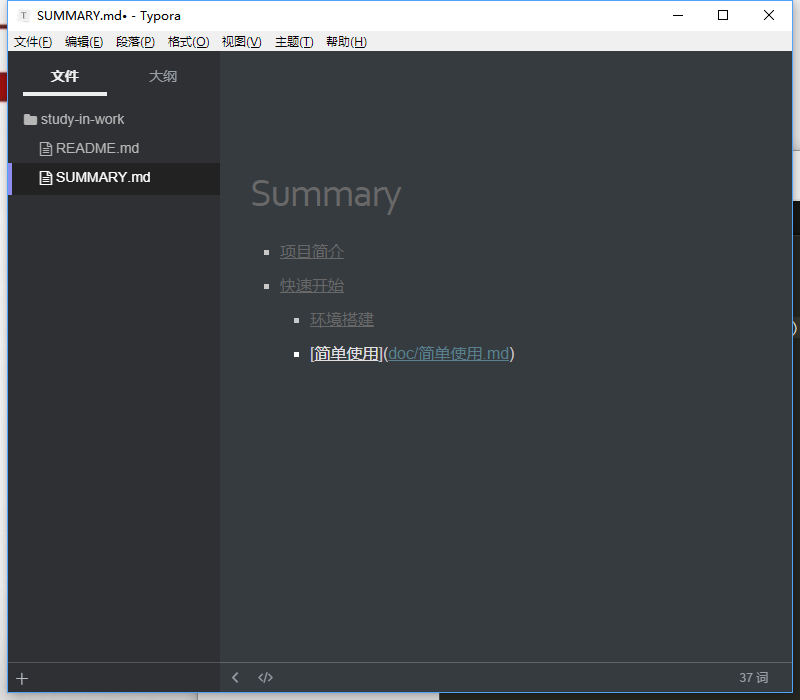 SUMMARY.md• - Typora
文件(F) 编辑(E) 段落(P) 格式(O) 视图(V) 主题(T) 帮助(H)
文件 大纲
study-in-work
README.md
SUMMARY.md
Summary
项目简介
快速开始
环境搭建
[简单使用](doc/简单使用.md)
37 词